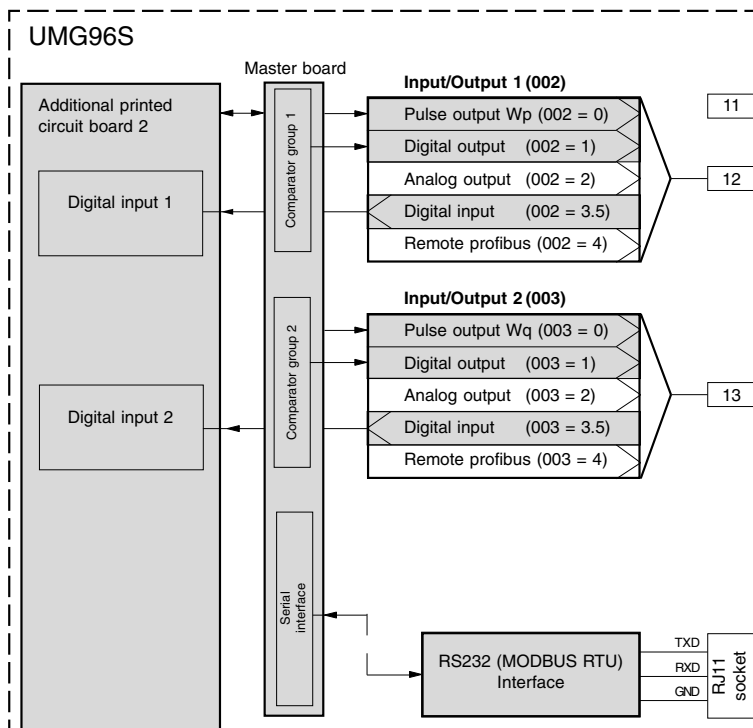 UMG96S
Additional printed
circuit board 2
Digital input 1
Digital input 2
Master board
Comparator group 1
Comparator group 2
Serial
interface
Input/Output 1 (002)
Pulse output Wp (002 = 0)
Digital output (002 = 1)
Analog output (002 = 2)
Digital input (002 = 3.5)
Remote profibus (002 = 4)
11
12
Input/Output 2 (003)
Pulse output Wq (003 = 0)
Digital output (003 = 1)
Analog output (003 = 2)
Digital input (003 = 3.5)
Remote profibus (003 = 4)
13
RS232 (MODBUS RTU)
Interface
TXD
RXD
GND
RJ11
socket